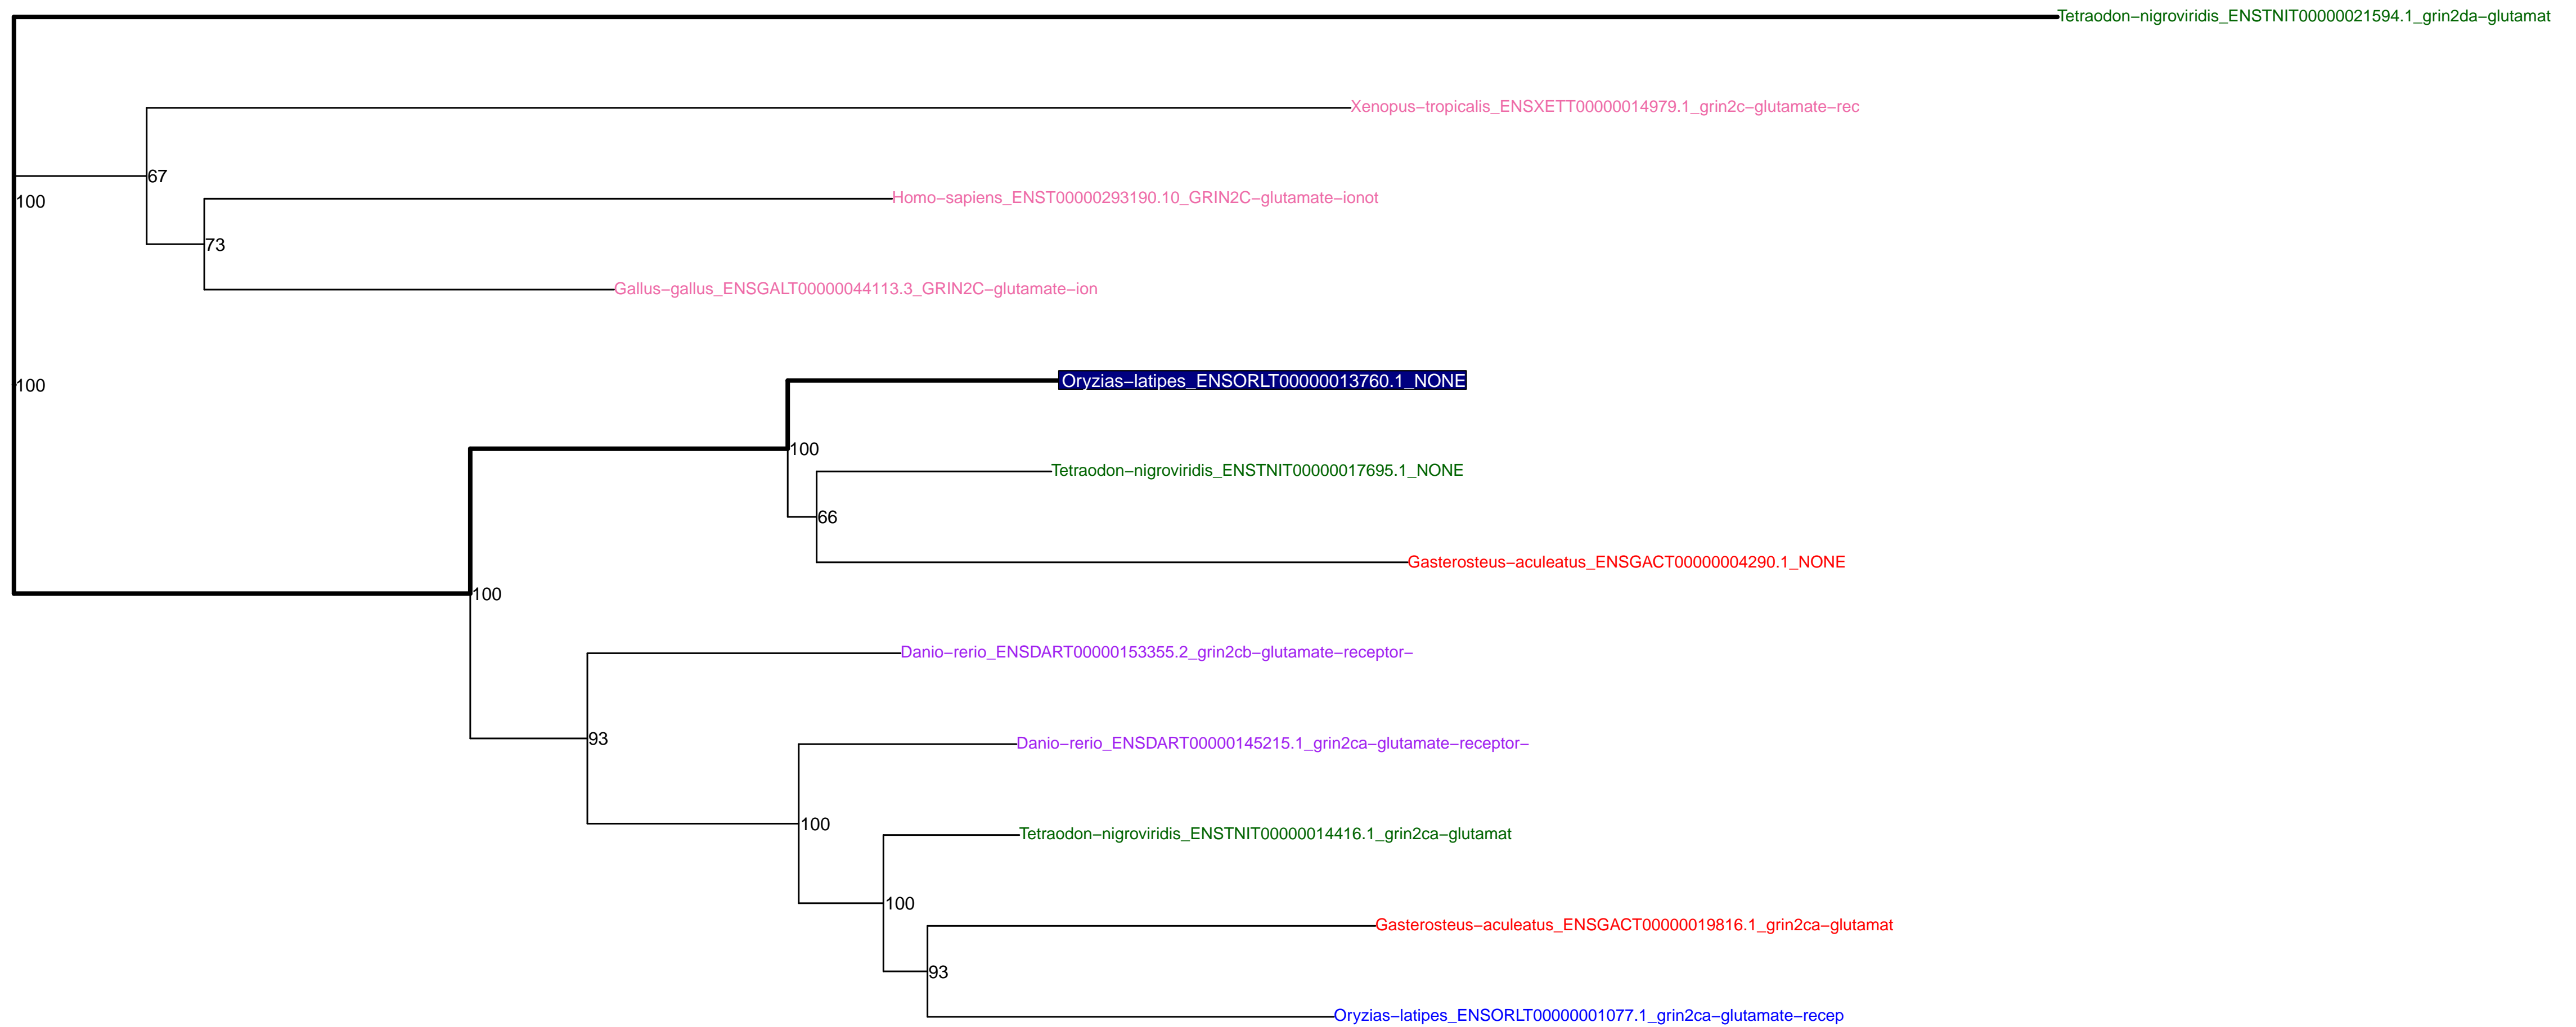 Tetraodon−nigroviridis_ENSTNIT00000021594.1_grin2da−glutamat
Xenopus−tropicalis_ENSXETT00000014979.1_grin2c−glutamate−rec
67
Homo−sapiens_ENST00000293190.10_GRIN2C−glutamate−ionot
100
73
Gallus−gallus_ENSGALT00000044113.3_GRIN2C−glutamate−ion
Oryzias−latipes_ENSORLT00000013760.1_NONE
100
100
Tetraodon−nigroviridis_ENSTNIT00000017695.1_NONE
66
Gasterosteus−aculeatus_ENSGACT00000004290.1_NONE
100
Danio−rerio_ENSDART00000153355.2_grin2cb−glutamate−receptor−
93
Danio−rerio_ENSDART00000145215.1_grin2ca−glutamate−receptor−
100
Tetraodon−nigroviridis_ENSTNIT00000014416.1_grin2ca−glutamat
100
Gasterosteus−aculeatus_ENSGACT00000019816.1_grin2ca−glutamat
93
Oryzias−latipes_ENSORLT00000001077.1_grin2ca−glutamate−recep